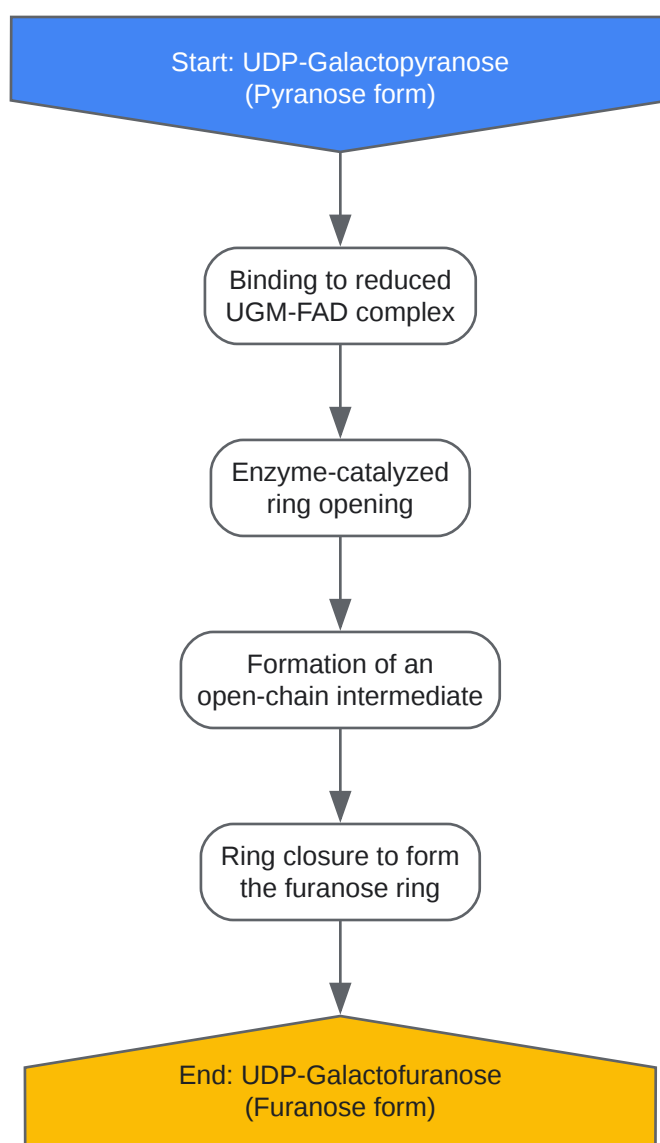 Start: UDP-Galactopyranose
(Pyranose form)
Binding to reduced
UGM-FAD complex
Enzyme-catalyzed
ring opening
Formation of an
open-chain intermediate
Ring closure to form
the furanose ring
End: UDP-Galactofuranose
(Furanose form)